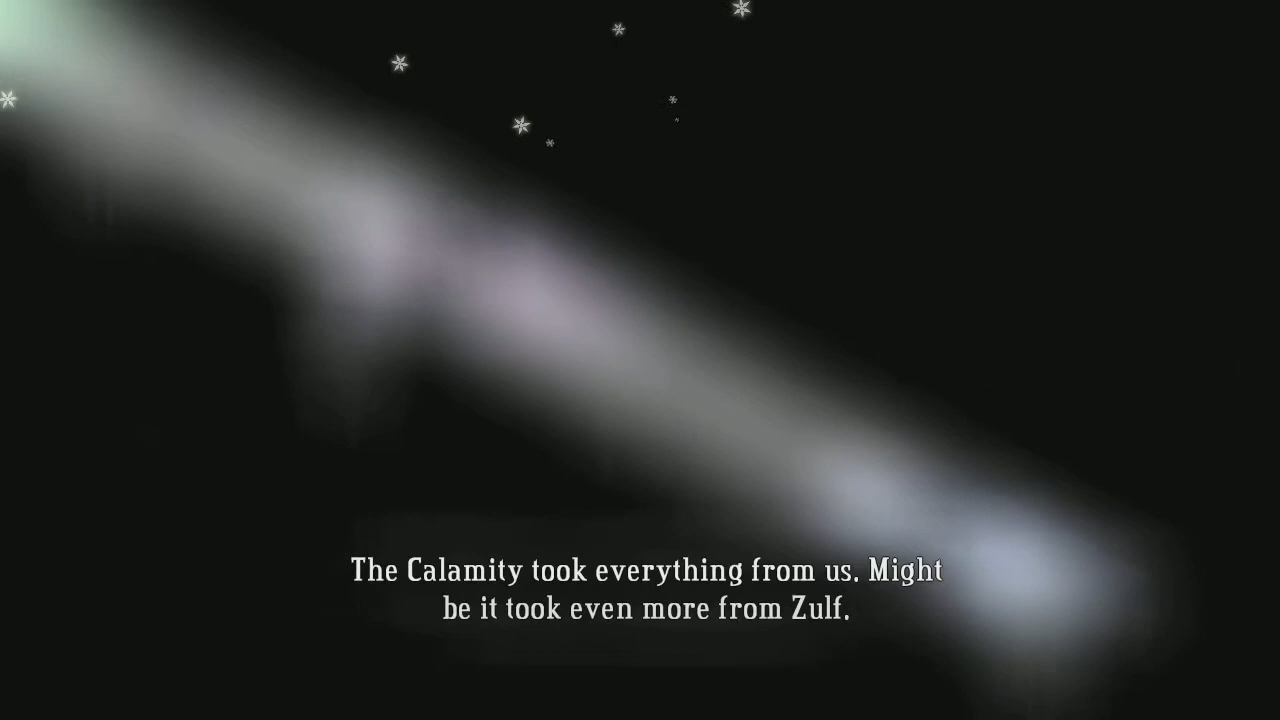 The Calamity took everything from us. Might
be it took even more from Zulf.